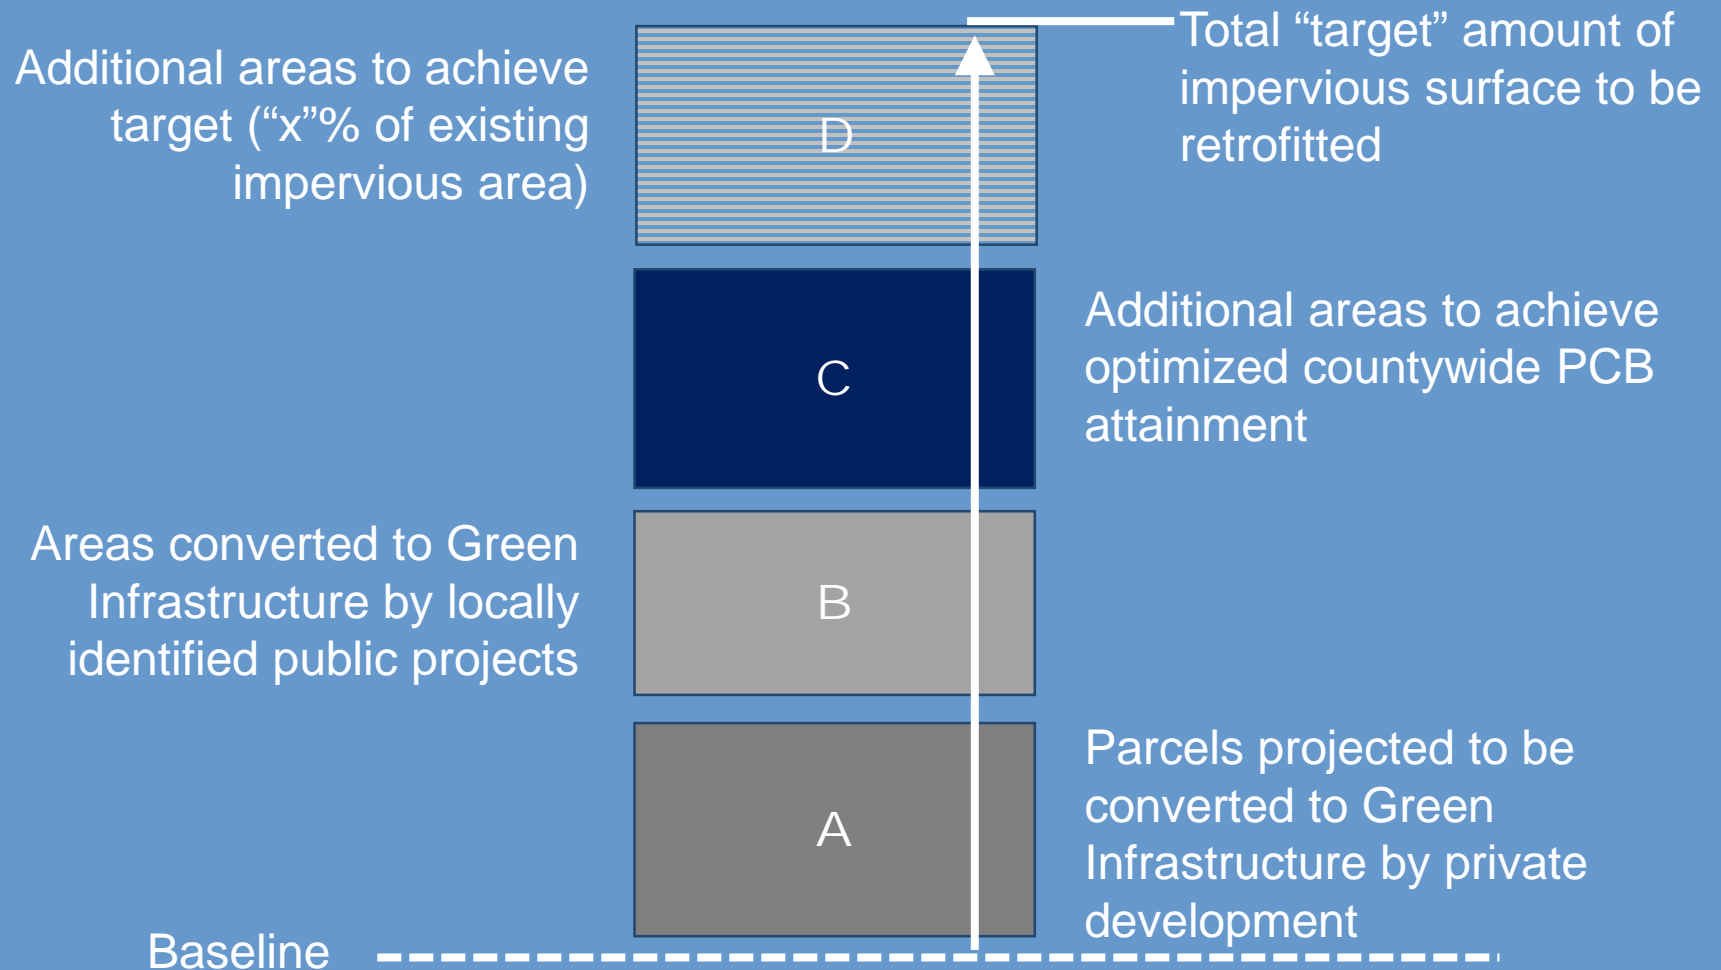 Additional areas to achieve
target (“x”% of existing
impervious area)
D
Total “target” amount of
impervious surface to be
retrofitted
C
Additional areas to achieve
optimized countywide PCB
attainment
Areas converted to Green
Infrastructure by locally
identified public projects
B
A
Parcels projected to be
converted to Green
Infrastructure by private
development
Baseline